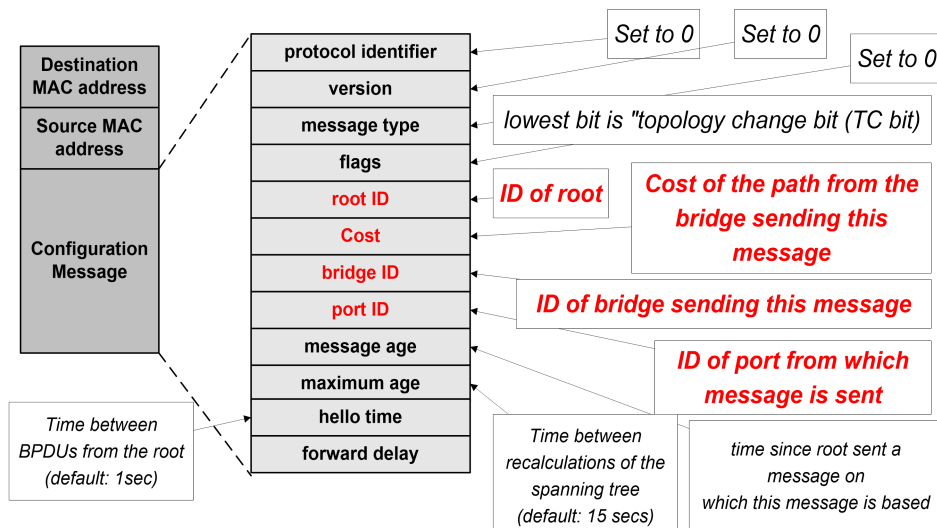 Destination
MAC address
Source MAC
address
Configuration
Message
protocol identifier
version
message type
flags
root ID
Cost
bridge ID
port ID
message age
maximum age
hello time
forward delay
Set to 0
Set to 0
Set to 0
lowest bit is "topology change bit (TC bit)
ID of root
Cost of the path from the
bridge sending this
message
ID of bridge sending this message
ID of port from which
message is sent
Time between
BPDUs from the root
(default: 1sec)
Time between
recalculations of the
spanning tree
(default: 15 secs)
time since root sent a
message on
which this message is based